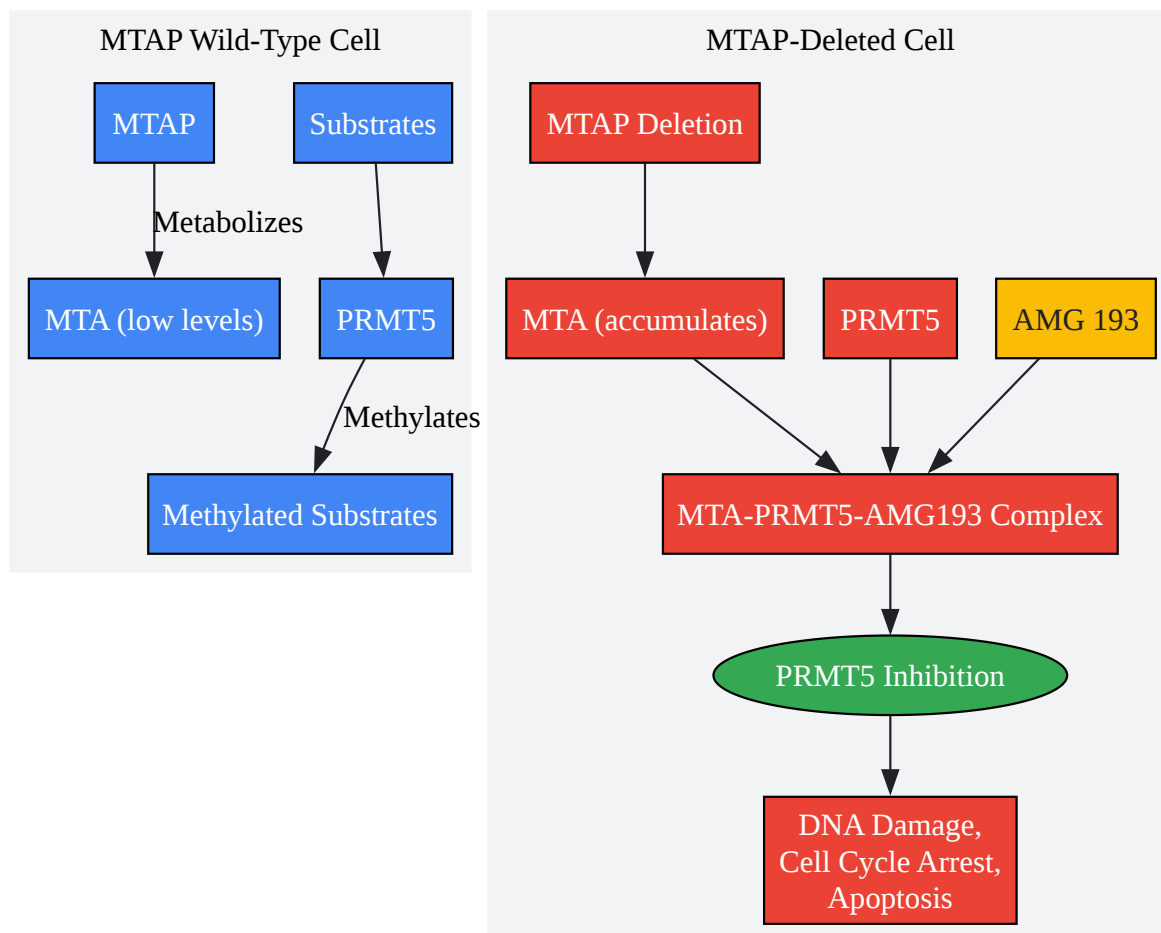 MTAP Wild-Type Cell
MTAP
Substrates
Metabolizes
MTA (low levels)
PRMT5
Methylates
Methylated Substrates
MTAP-Deleted Cell
MTAP Deletion
MTA (accumulates)
PRMT5
AMG 193
MTA-PRMT5-AMG193 Complex
PRMT5 Inhibition
DNA Damage,
Cell Cycle Arrest,
Apoptosis